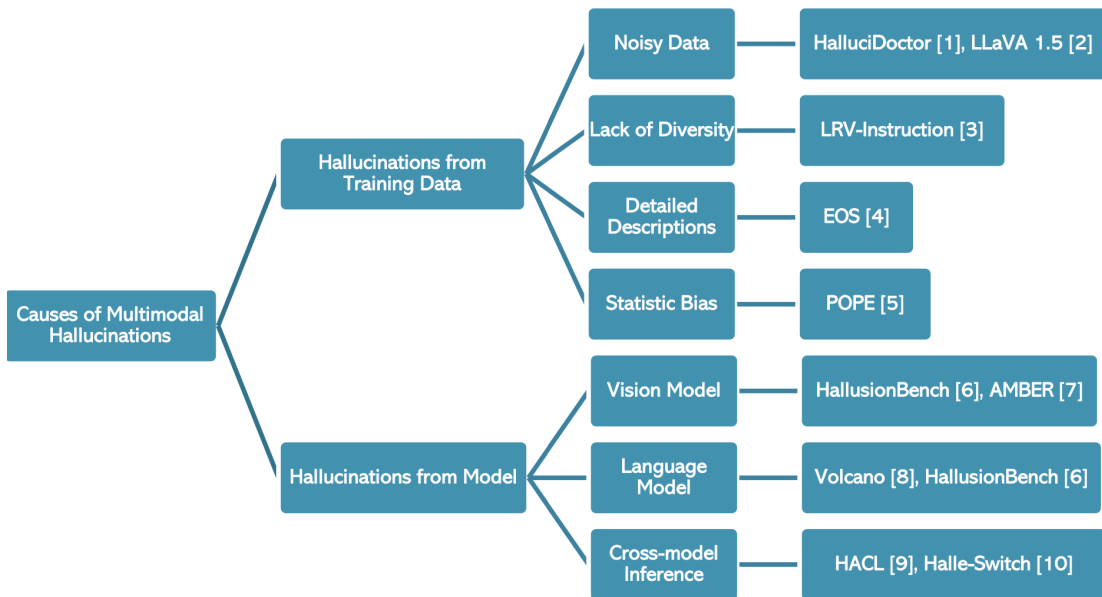 Causes of Multimodal
Hallucinations
Hallucinations from
Training Data
Noisy Data
HalluciDoctor [1], LLaVA 1.5 [2]
Lack of Diversity
LRV-Instruction [3]
Detailed
Descriptions
EOS [4]
Statistic Bias
POPE [5]
Hallucinations from Model
Vision Model
HallusionBench [6], AMBER [7]
Language
Model
Volcano [8], HallusionBench [6]
Cross-model
Inference
HACL [9], Halle-Switch [10]